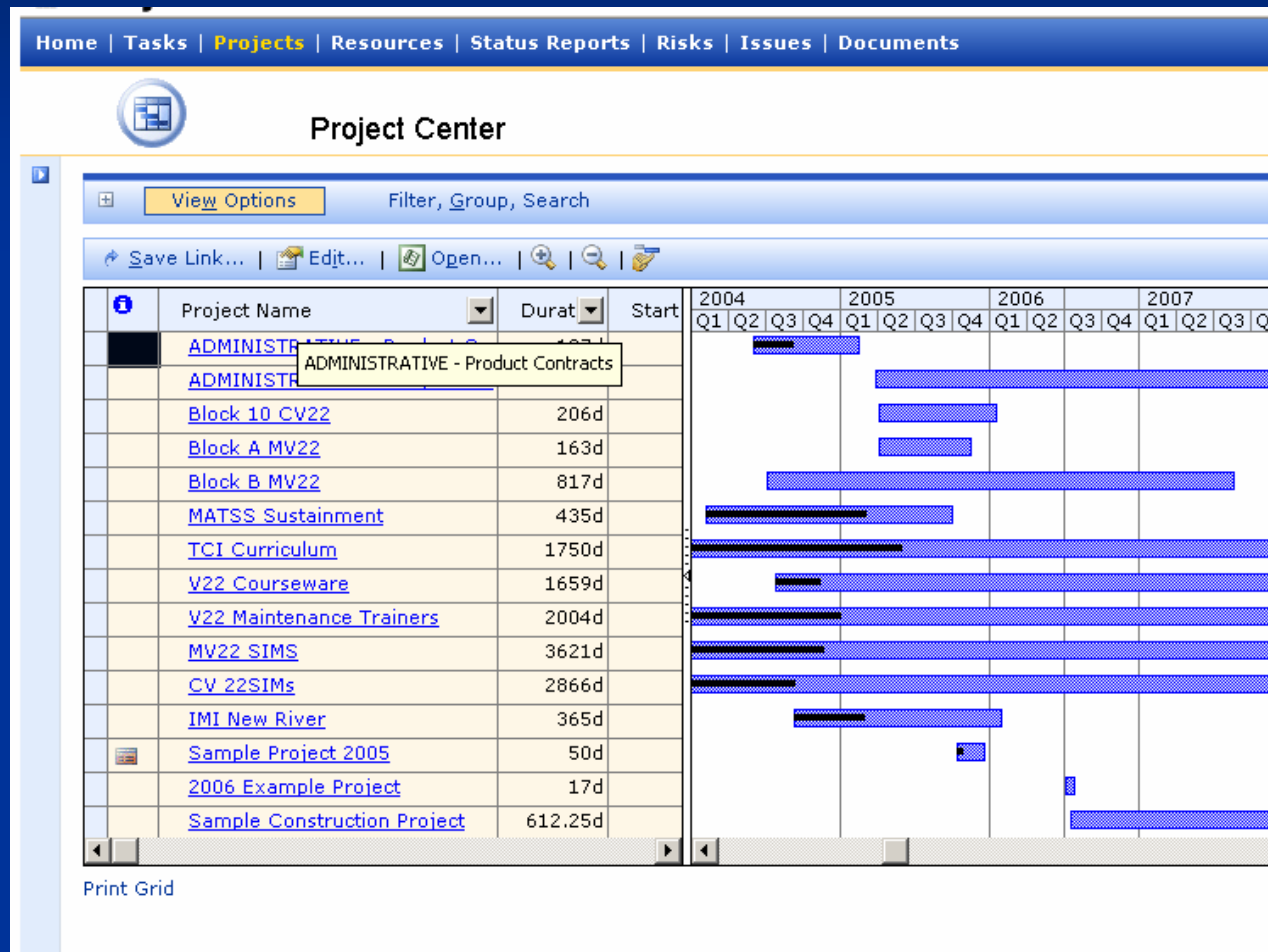 Home | Tasks | Projects | Resources | Status Reports | Risks | Issues | Documents
Project Center
View Options Filter, Group, Search
Save Link... | Edit... | Open... | | |
Project Name Durat Start 2004 2005 2006 2007
Q1 Q2 Q3 Q4 Q1 Q2 Q3 Q4 Q1 Q2 Q3 Q4 Q1 Q2 Q3
ADMINISTRATIVE - Product Contracts
ADMINISTR
Block 10 CV22 206d
Block A MV22 163d
Block B MV22 817d
MATSS Sustainment 435d
TCI Curriculum 1750d
V22 Courseware 1659d
V22 Maintenance Trainers 2004d
MV22 SIMS 3621d
CV 22SIMs 2866d
IMI New River 365d
Sample Project 2005 50d
2006 Example Project 17d
Sample Construction Project 612.25d
Print Grid